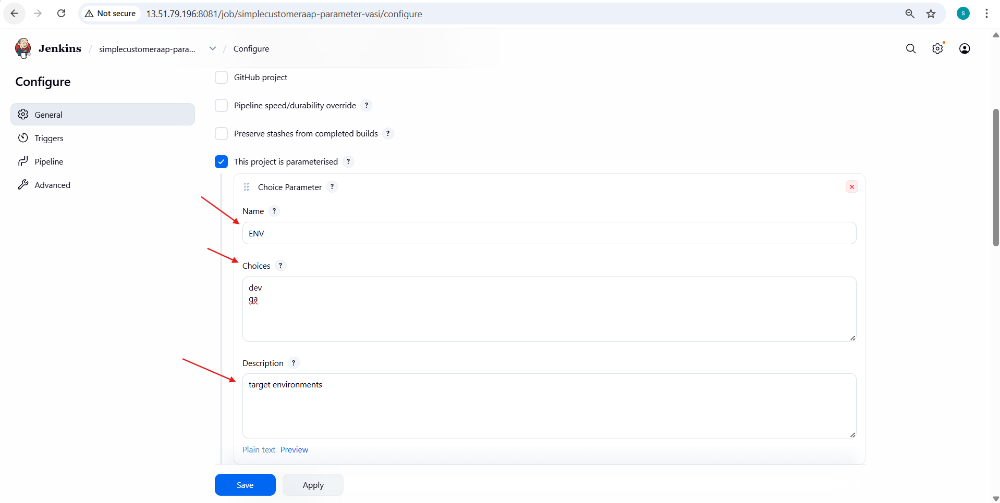 Not secure 13.51.79.196:8081/job/simplecustomeraap-parameter-vasi/configure S
Jenkins / simplecustomeraap-para... / Configure
Configure
General
Triggers
Pipeline
Advanced
GitHub project
Pipeline speed/durability override ?
Preserve stashes from completed builds ?
This project is parameterised ?
Choice Parameter ?
Name ?
ENV
Choices ?
dev
qa
Description ?
target environments
Plain text Preview
Save Apply